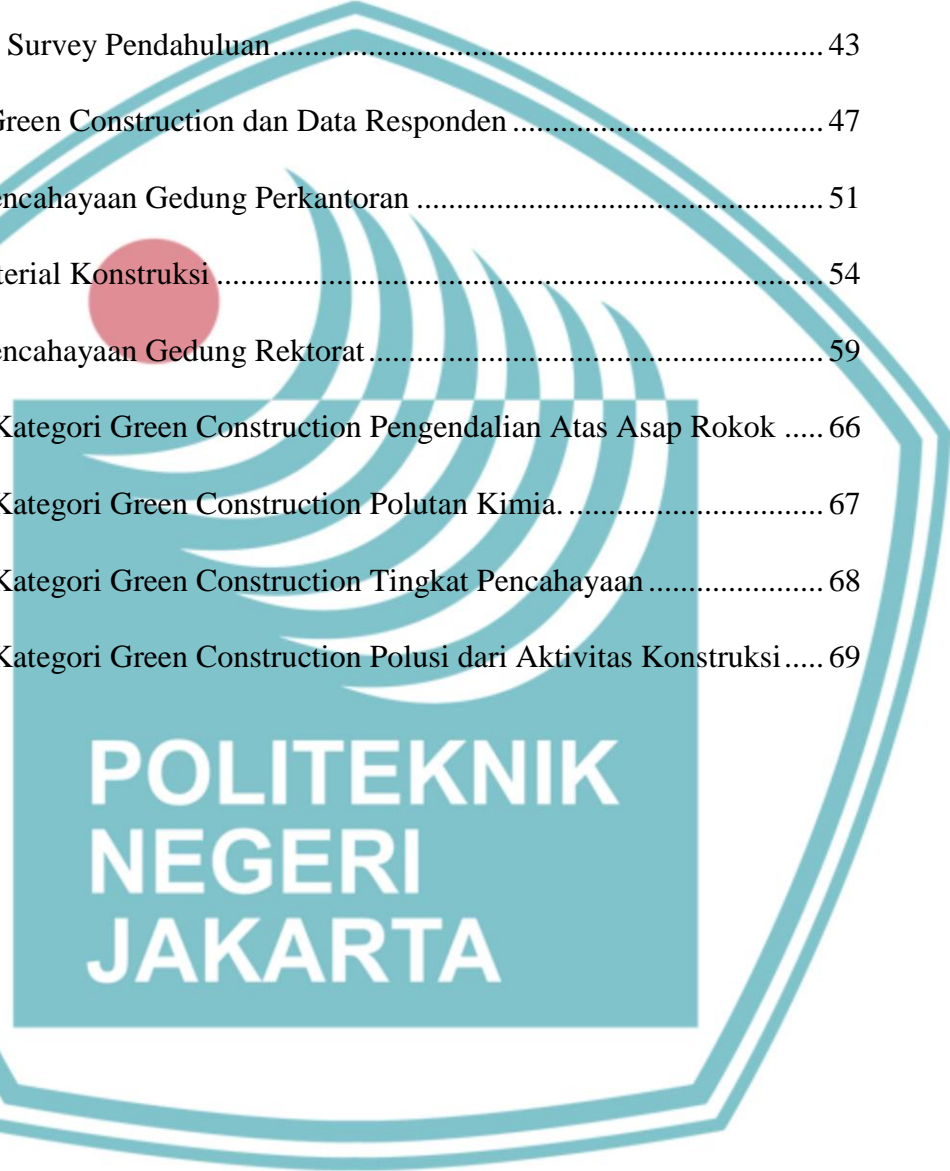 Survey Pendahuluan.......................................................................... 43
Green Construction dan Data Responden .......................................... 47
encahayaan Gedung Perkantoran ....................................................... 51
terial Konstruksi ................................................................................. 54
encahayaan Gedung Rektorat ............................................................. 59
Kategori Green Construction Pengendalian Atas Asap Rokok ..... 66
Kategori Green Construction Polutan Kimia. .................................. 67
Kategori Green Construction Tingkat Pencahayaan ....................... 68
Kategori Green Construction Polusi dari Aktivitas Konstruksi ..... 69
POLITEKNIK
NEGERI
JAKARTA